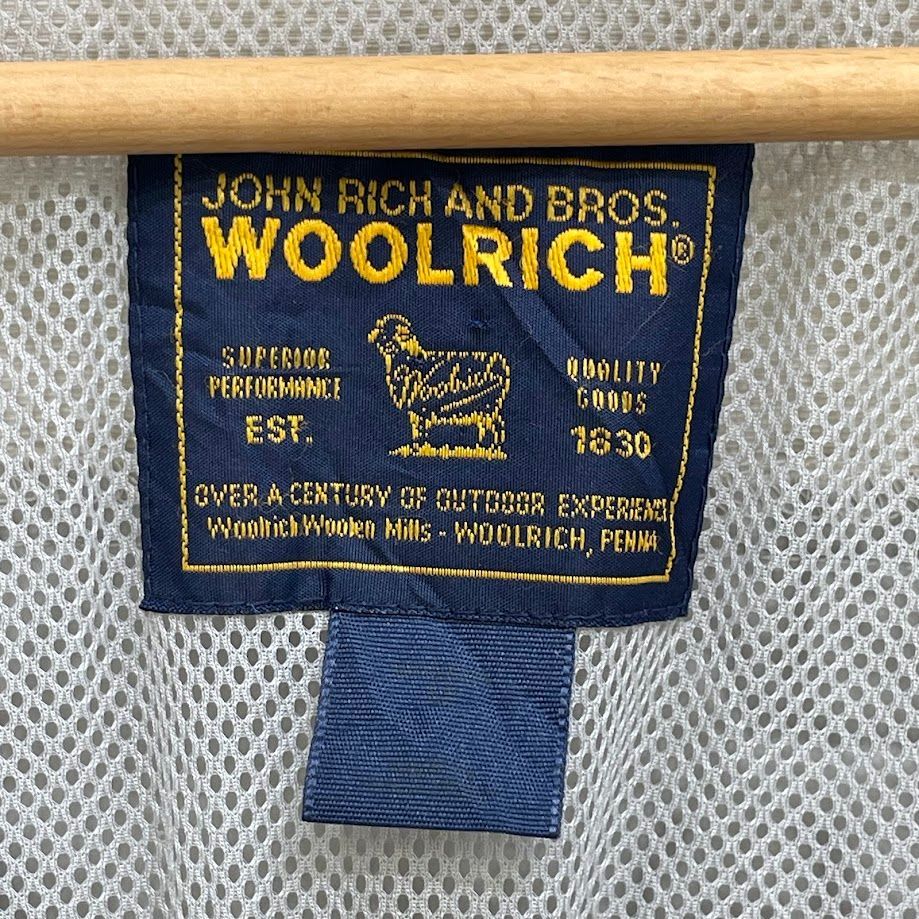 JOHN RICH AND BROS.
WOOLRICH®
SUPERIOR
PERFORMANCE
EST.
Woolrich
QUALITY
GOODS
1830
OVER A CENTURY OF OUTDOOR EXPERIENCE
Woolrich Woolen Mills - WOOLRICH, PENNA